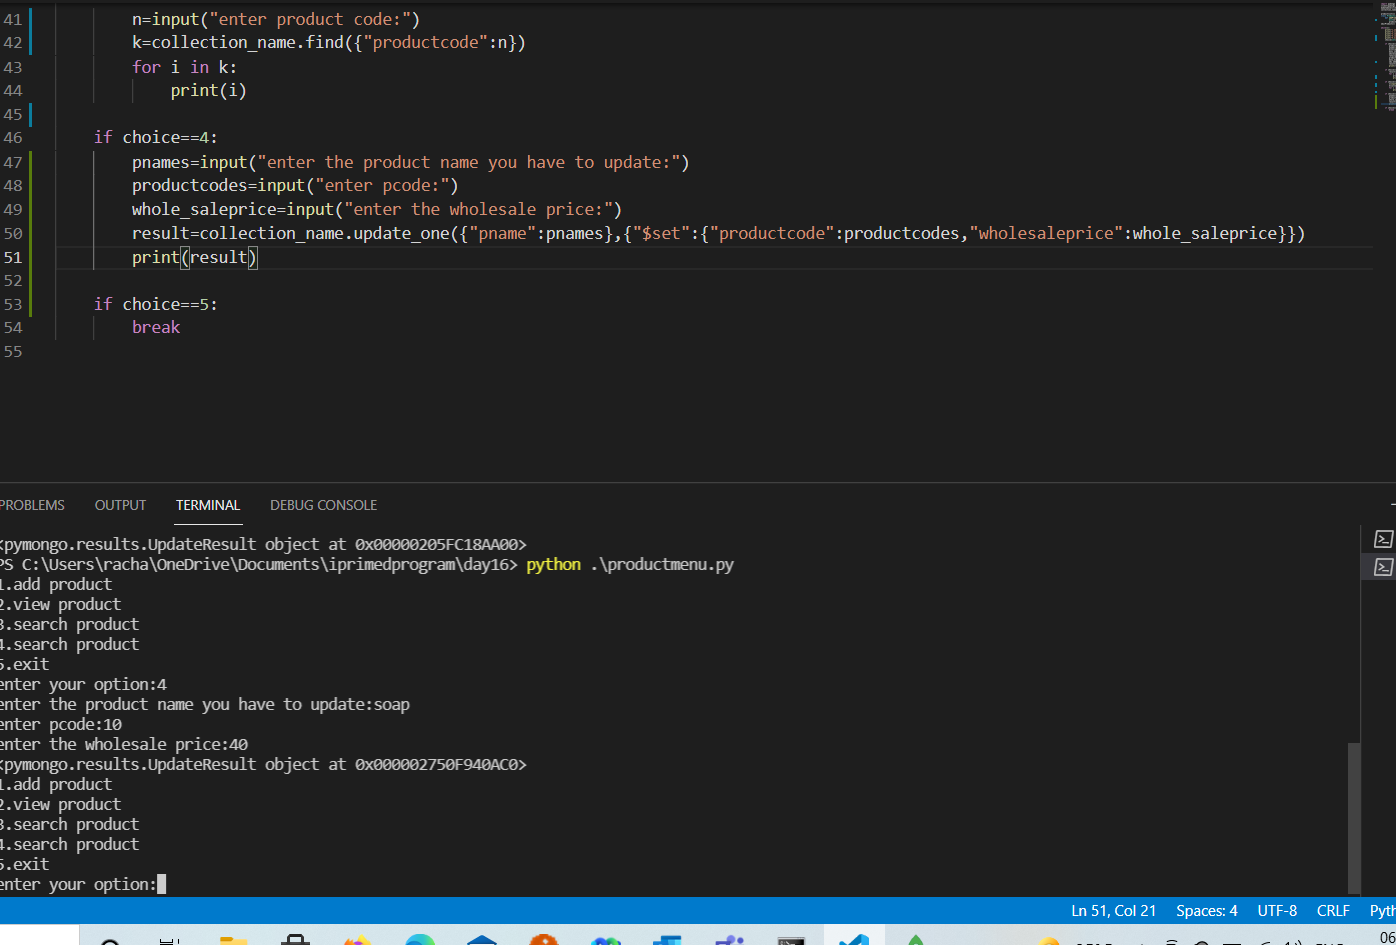 41 n=input("enter product code:")
42 k=collection_name.find({"productcode":n})
43 for i in k:
44 print(i)
45
46 if choice==4:
47 pnames=input("enter the product name you have to update:")
48 productcodes=input("enter pcode:")
49 whole_saleprice=input("enter the wholesale price:")
50 result=collection_name.update_one({"pname":pnames},{"$set":{"productcode":productcodes,"wholesaleprice":whole_saleprice}})
51 print(result)
52
53 if choice==5:
54 break
55
PROBLEMS OUTPUT TERMINAL DEBUG CONSOLE
<pymongo.results.UpdateResult object at 0x00000205FC18AA00>
PS C:\Users\racha\OneDrive\Documents\iprimedprogram\day16> python .\productmenu.py
1.add product
2.view product
3.search product
4.search product
5.exit
enter your option:4
enter the product name you have to update:soap
enter pcode:10
enter the wholesale price:40
<pymongo.results.UpdateResult object at 0x000002750F940AC0>
1.add product
2.view product
3.search product
4.search product
5.exit
enter your option:
Ln 51, Col 21 Spaces: 4 UTF-8 CRLF Pyth
06